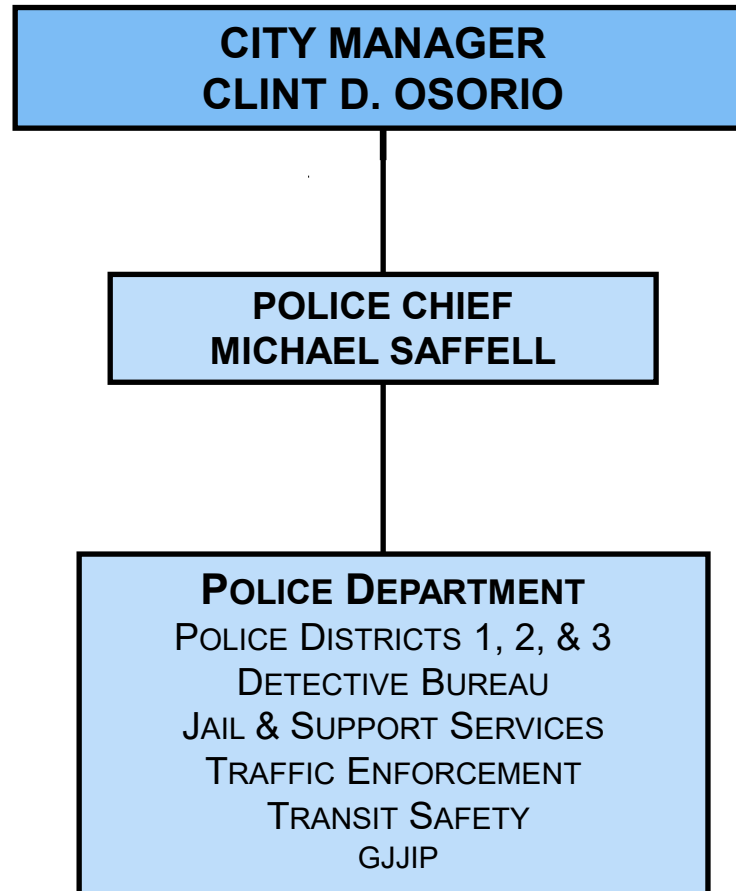 CITY MANAGER
CLINT D. OSORIO
POLICE CHIEF
MICHAEL SAFFELL
POLICE DEPARTMENT
POLICE DISTRICTS 1, 2, & 3
DETECTIVE BUREAU
JAIL & SUPPORT SERVICES
TRAFFIC ENFORCEMENT
TRANSIT SAFETY
GJJIP